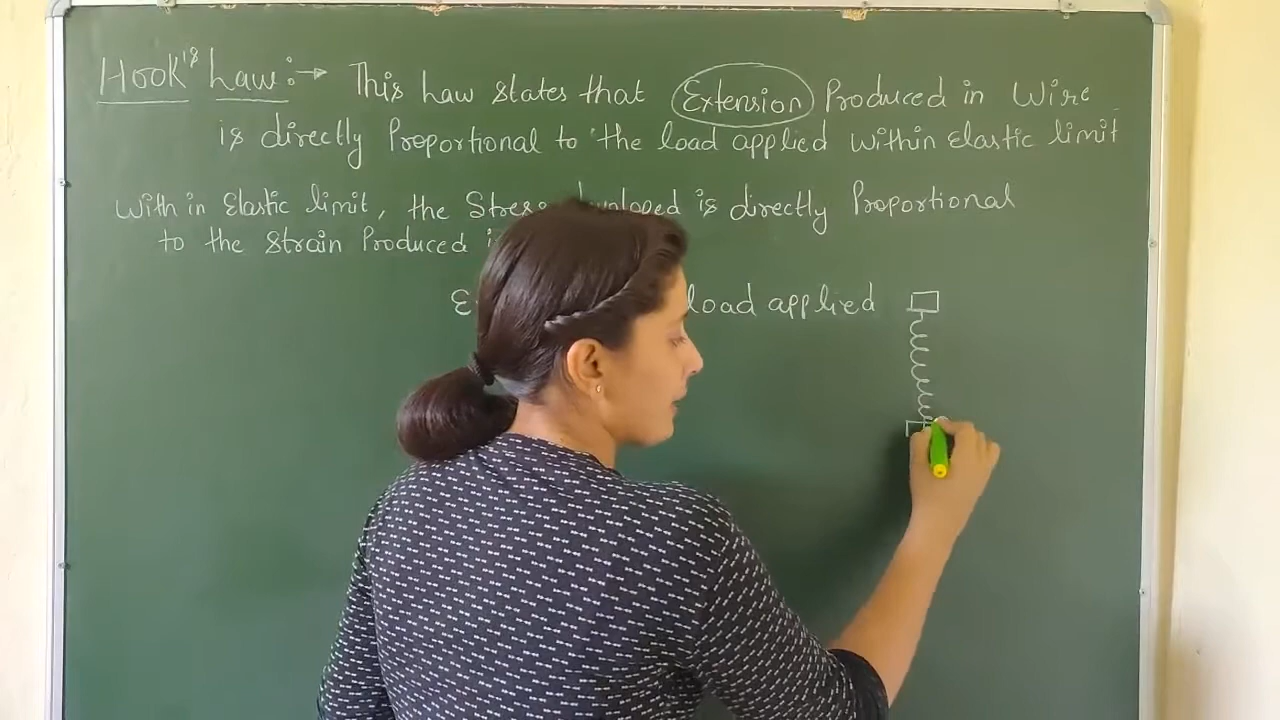 Hook's Law :→ This Law states that Extension Produced in Wire
is directly Proportional to the load applied within elastic limit
With in Elastic limit, the is directly Proportional
to the Strain Produced
load applied